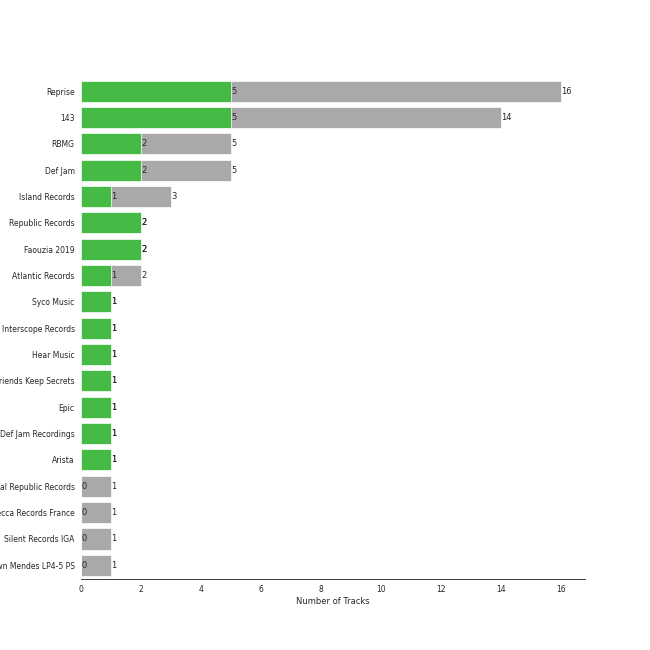 Reprise 5 16
143 5 14
RBMG 2 5
Def Jam 2 5
Island Records 1 3
Republic Records 2
Faouzia 2019 2
Atlantic Records 1 2
Syco Music 1
Interscope Records 1
Hear Music 1
riends Keep Secrets 1
Epic 1
Def Jam Recordings 1
Arista 1
al Republic Records 0 1
cca Records France 0 1
Silent Records IGA 0 1
wn Mendes LP4-5 PS 0 1
0 2 4 6 8 10 12 14 16
Number of Tracks